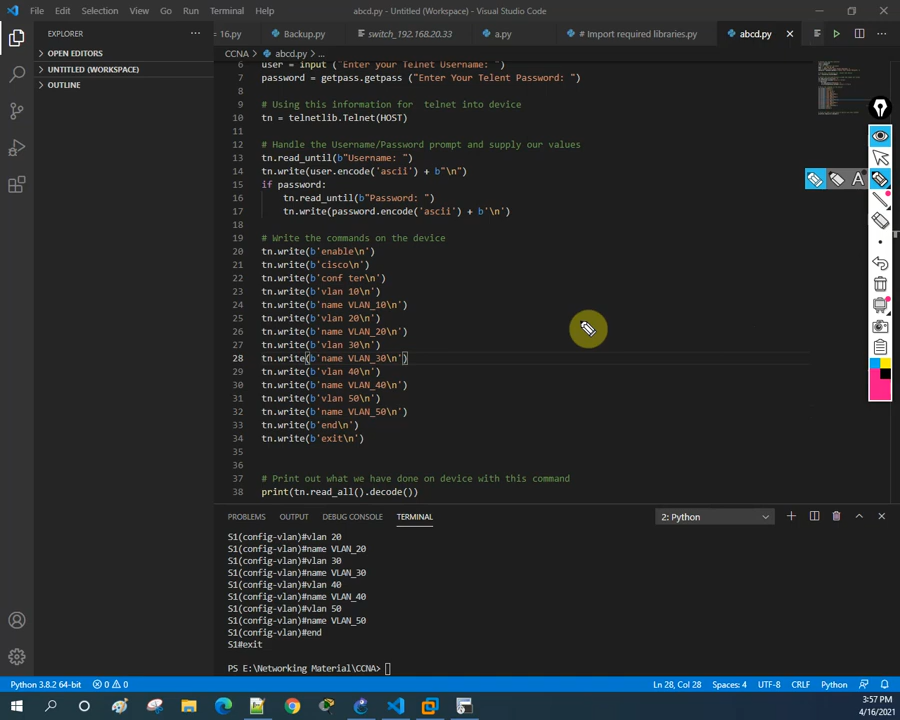 File Edit Selection View Go Run Terminal Help abcd.py - Untitled (Workspace) - Visual Studio Code
EXPLORER
16.py Backup.py switch_192.168.20.33 a.py # Import required libraries.py abcd.py
OPEN EDITORS
UNTITLED (WORKSPACE)
OUTLINE
CCNA > abcd.py > ...
6 user = input ("Enter your Telnet Username: ")
7 password = getpass.getpass ("Enter Your Telent Password: ")
8
9 # Using this information for  telnet into device
10 tn = telnetlib.Telnet(HOST)
11
12 # Handle the Username/Password prompt and supply our values
13 tn.read_until(b"Username: ")
14 tn.write(user.encode('ascii') + b"\n")
15 if password:
16     tn.read_until(b"Password: ")
17     tn.write(password.encode('ascii') + b'\n')
18
19 # Write the commands on the device
20 tn.write(b'enable\n')
21 tn.write(b'cisco\n')
22 tn.write(b'conf ter\n')
23 tn.write(b'vlan 10\n')
24 tn.write(b'name VLAN_10\n')
25 tn.write(b'vlan 20\n')
26 tn.write(b'name VLAN_20\n')
27 tn.write(b'vlan 30\n')
28 tn.write(b'name VLAN_30\n')
29 tn.write(b'vlan 40\n')
30 tn.write(b'name VLAN_40\n')
31 tn.write(b'vlan 50\n')
32 tn.write(b'name VLAN_50\n')
33 tn.write(b'end\n')
34 tn.write(b'exit\n')
35
36
37 # Print out what we have done on device with this command
38 print(tn.read_all().decode())
A
PROBLEMS OUTPUT DEBUG CONSOLE TERMINAL 2: Python
S1(config-vlan)#vlan 20
S1(config-vlan)#name VLAN_20
S1(config-vlan)#vlan 30
S1(config-vlan)#name VLAN_30
S1(config-vlan)#vlan 40
S1(config-vlan)#name VLAN_40
S1(config-vlan)#vlan 50
S1(config-vlan)#name VLAN_50
S1(config-vlan)#end
S1#exit
PS E:\Networking Material\CCNA>
Python 3.8.2 64-bit 0 0 Ln 28, Col 28 Spaces: 4 UTF-8 CRLF Python
3:57 PM
4/16/2021